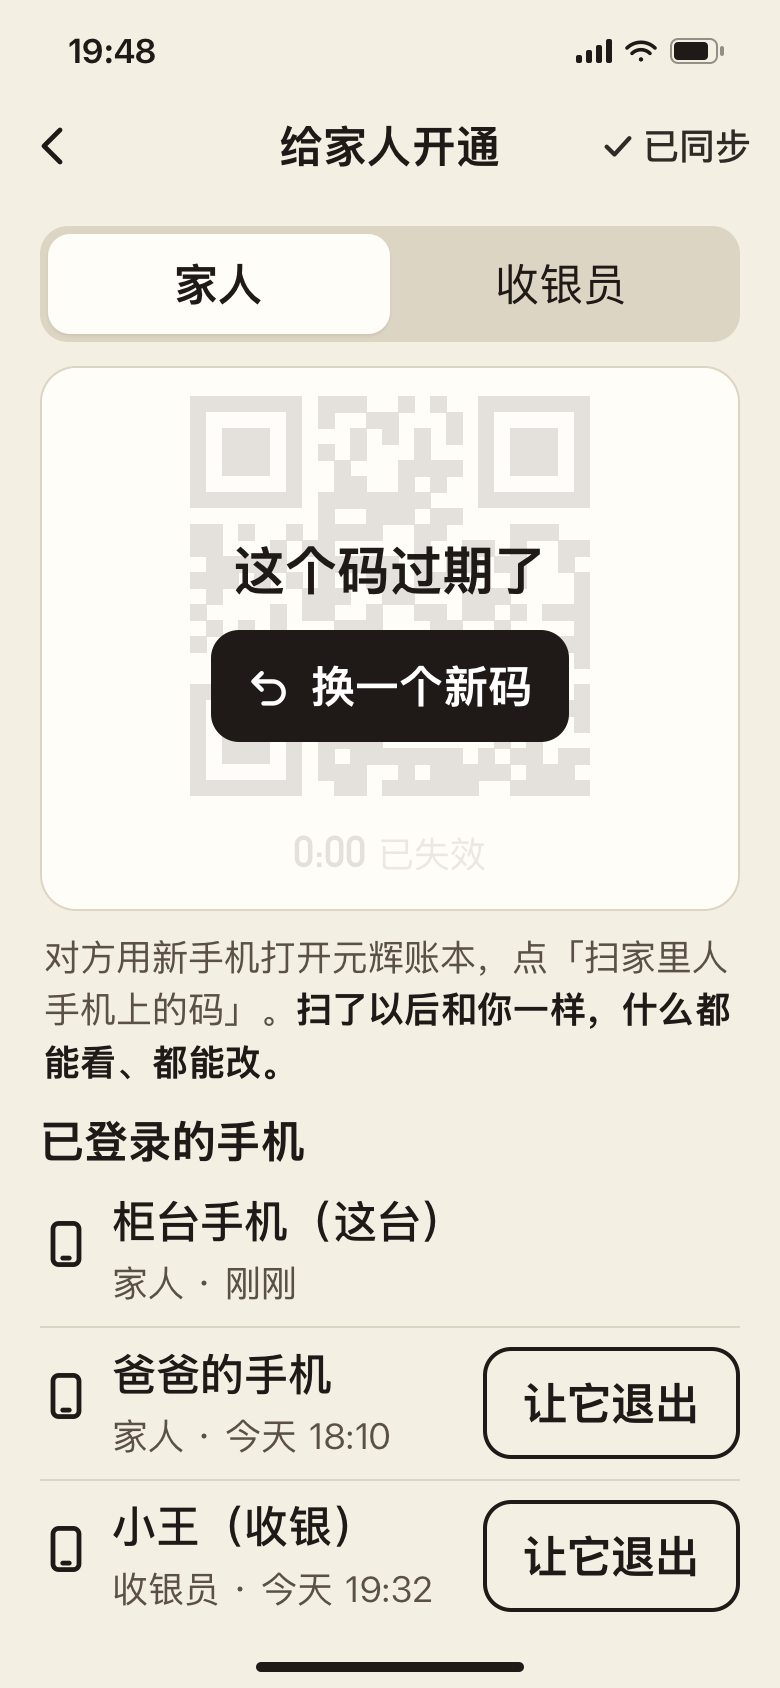 19:48
给家人开通
已同步
家人
收银员
这个码过期了
换一个新码
0:00 已失效
对方用新手机打开元辉账本，点「扫家里人
手机上的码」。扫了以后和你一样，什么都
能看、都能改。
已登录的手机
柜台手机（这台）
家人 · 刚刚
爸爸的手机
家人 · 今天 18:10
让它退出
小王（收银）
收银员 · 今天 19:32
让它退出